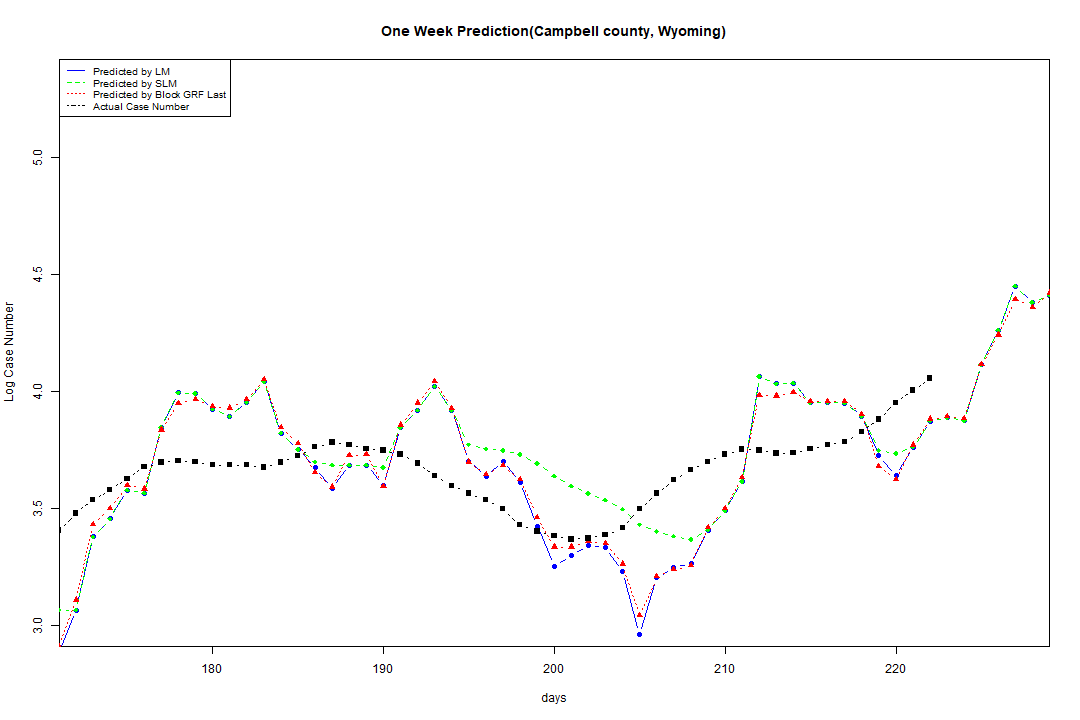 One Week Prediction(Campbell county, Wyoming)
Predicted by LM
Predicted by SLM
Predicted by Block GRF Last
Actual Case Number
Log Case Number
5.0
4.5
4.0
3.5
3.0
180 190 200 210 220
days